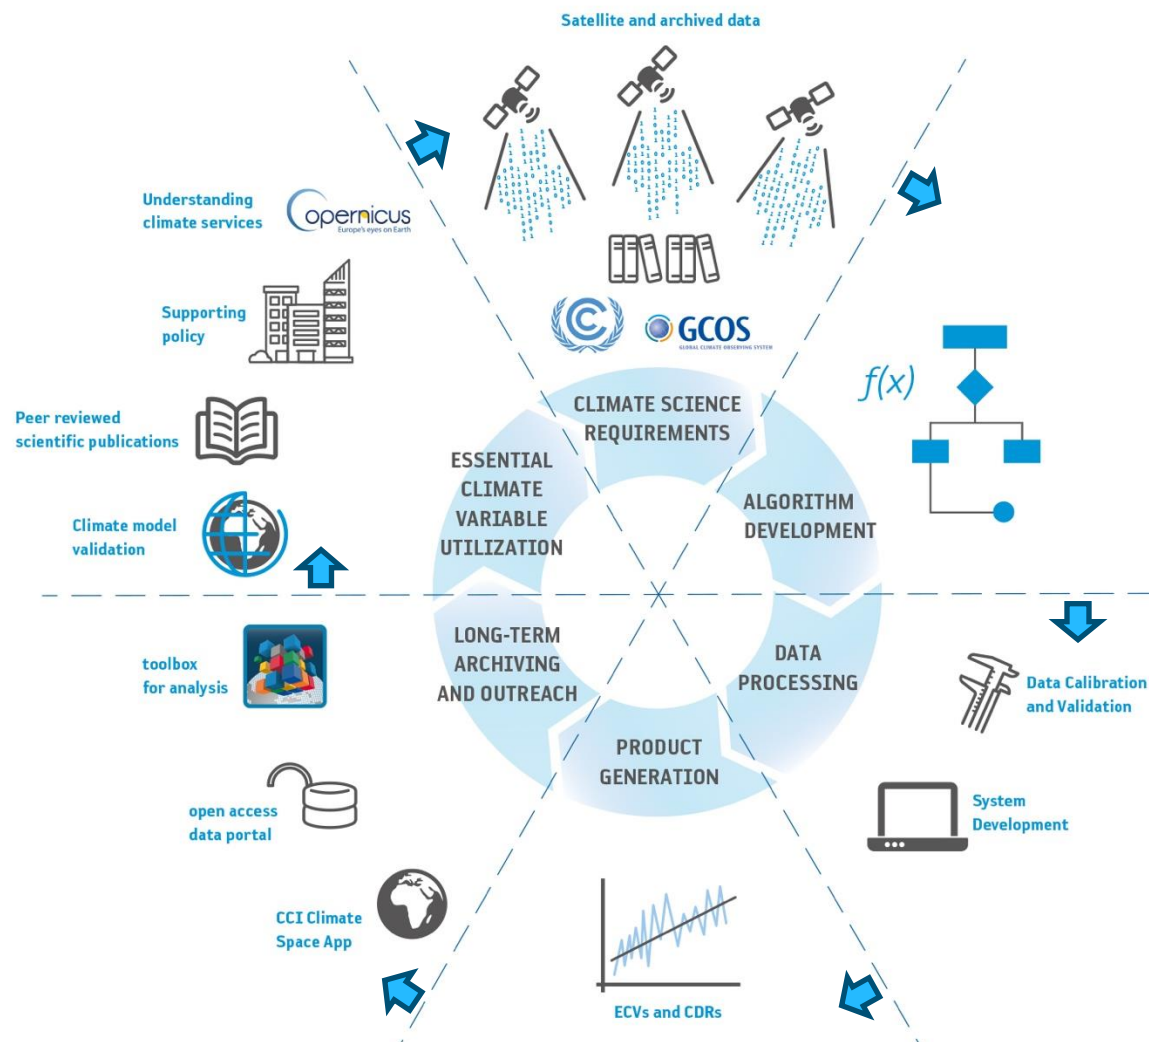 Satellite and archived data
Understanding
climate services
opernicus
Europe's eyes on Earth
Supporting
policy
GCOS
GLOBAL CLIMATE OBSERVING SYSTEM
f(x)
Peer reviewed
scientific publications
CLIMATE SCIENCE
REQUIREMENTS
ESSENTIAL
CLIMATE
VARIABLE
UTILIZATION
ALGORITHM
DEVELOPMENT
Climate model
validation
toolbox
for analysis
LONG-TERM
ARCHIVING
AND OUTREACH
DATA
PROCESSING
Data Calibration
and Validation
PRODUCT
GENERATION
open access
data portal
System
Development
CCI Climate
Space App
ECVs and CDRs